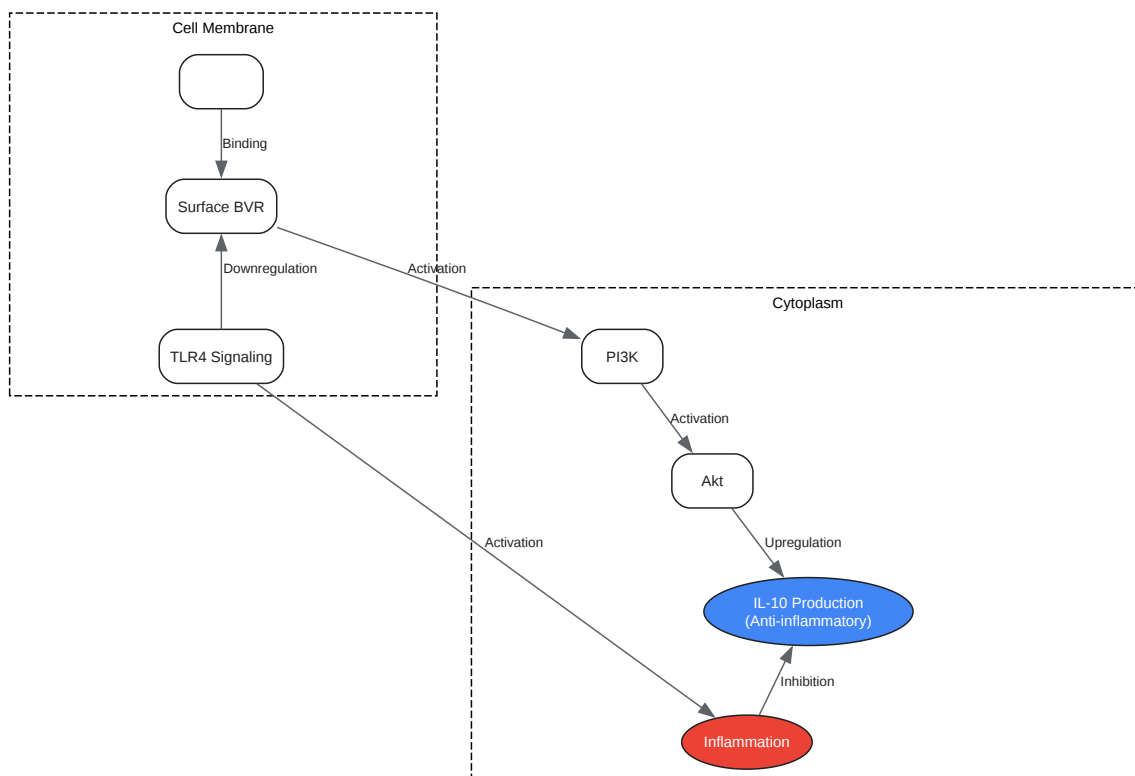 Cell Membrane
Binding
Surface BVR
Downregulation
Activation
TLR4 Signaling
Cytoplasm
PI3K
Activation
Akt
Upregulation
Activation
IL-10 Production
(Anti-inflammatory)
Inhibition
Inflammation